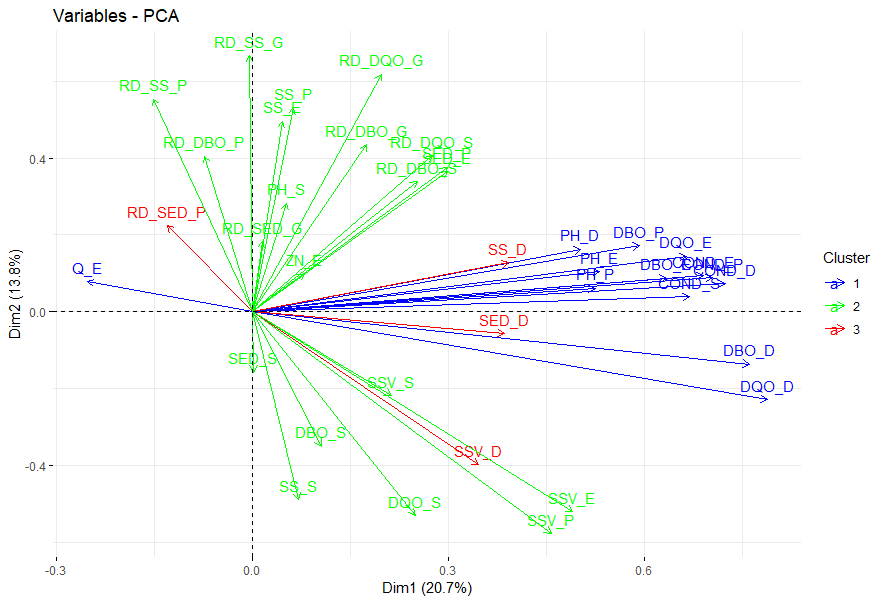 Variables - PCA
RD_SS_G
RD_DQO_G
RD_SS_P
SS_P
SS_E
RD_DBO_G
RD_DBO_P
RD_DQO_S
SED_P
SED_E
RD_DBO_S
PH_S
RD_SED_P
RD_SED_G
ZN_E
Q_E
SS_D
PH_D
DBO_P
DQO_E
PH_E
PH_P
COND_D
COND_S
SED_D
DBO_D
DQO_D
SED_S
SSV_S
DBO_S
SSV_D
SS_S
DQO_S
SSV_E
SSV_P
0.4
0.0
-0.4
-0.3
0.0
0.3
0.6
Dim1 (20.7%)
Dim2 (13.8%)
Cluster
a 1
a 2
a 3